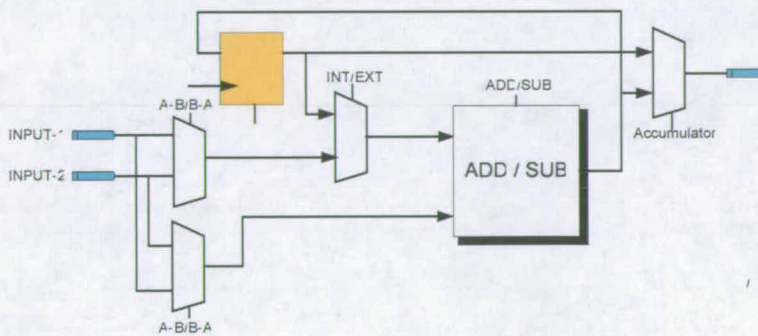 INT/EXT
ADD/SUB
A-B/B-A
INPUT-1
Accumulator
INPUT-2
ADD / SUB
A-B/B-A